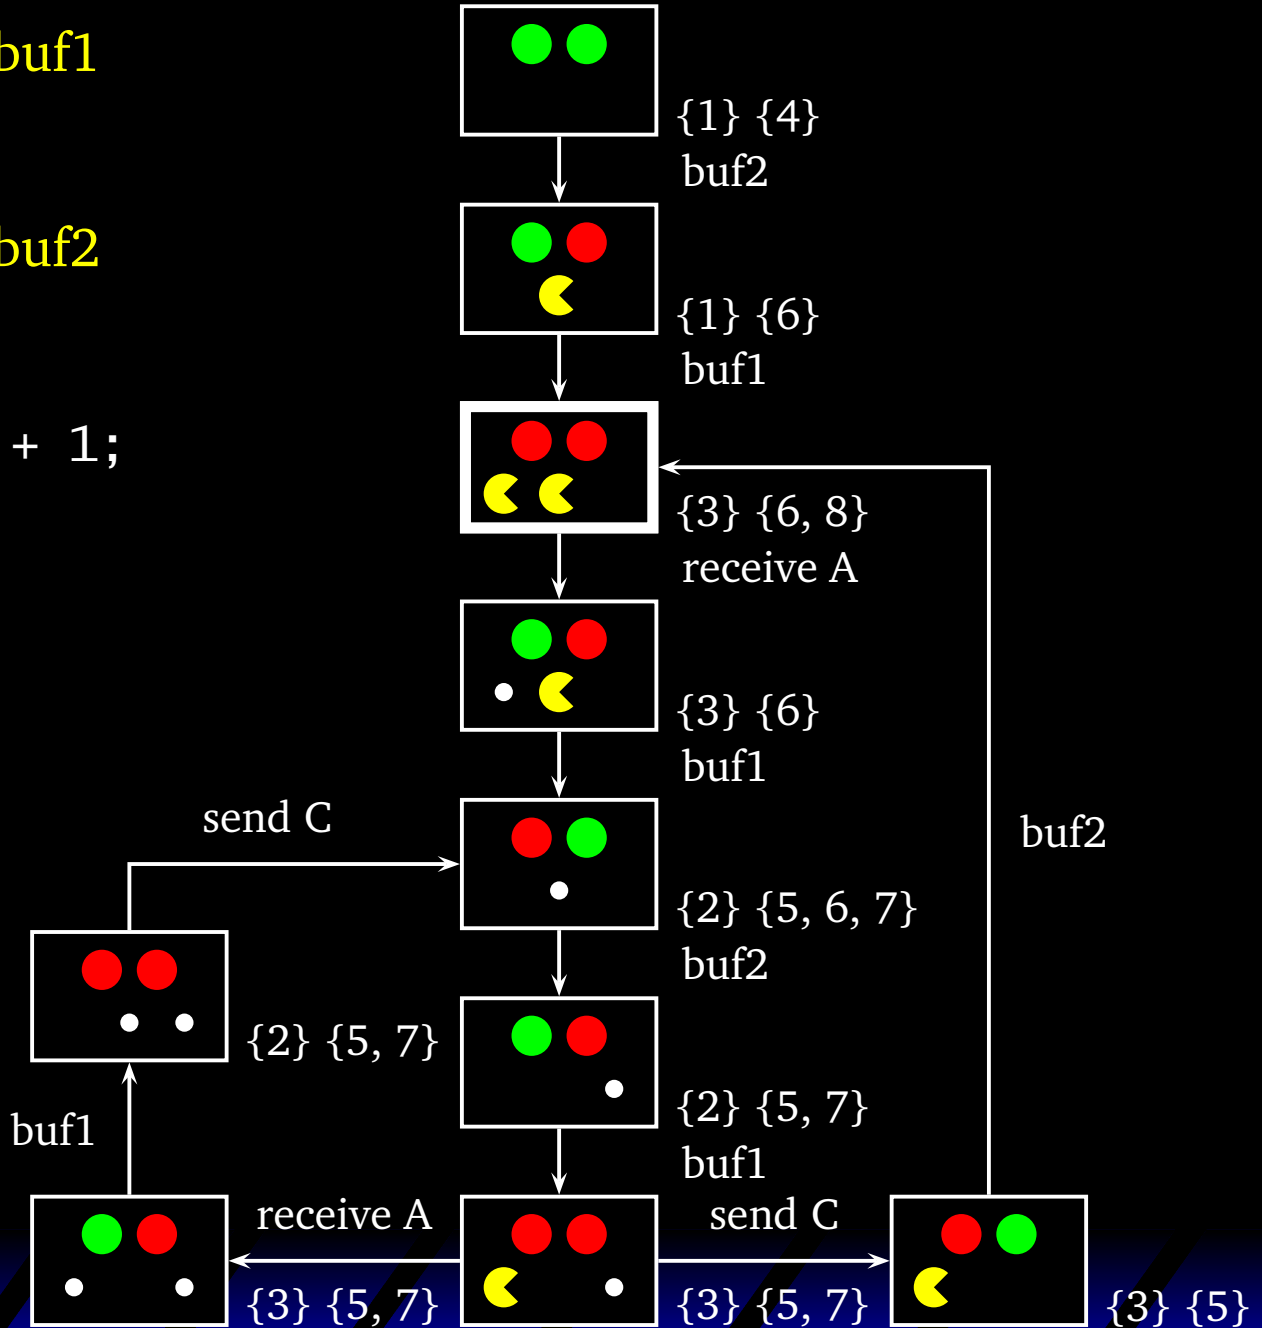 buf1
{1} {4}
buf2
buf2
{1} {6}
buf1
+ 1;
{3} {6, 8}
receive A
{3} {6}
buf1
send C
buf2
{2} {5, 6, 7}
buf2
{2} {5, 7}
{2} {5, 7}
buf1
buf1
receive A
send C
{3} {5, 7}
{3} {5, 7}
{3} {5}